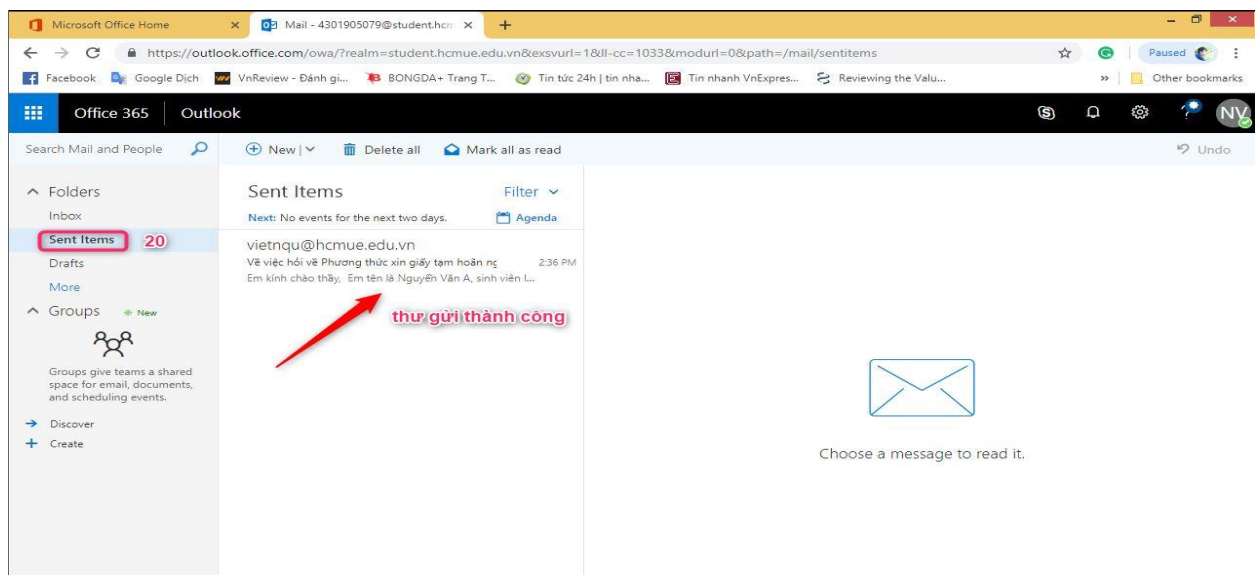 Microsoft Office Home
Mail - 4301905079@student.hcm
https://outlook.office.com/owa/?realm=student.hcmue.edu.vn&exsvurl=1&ll-cc=1033&modurl=0&path=/mail/sentitems
Paused
Facebook Google Dịch VnReview - Đánh gi... BONGDA+ Trang T... Tin tức 24h | tin nha... Tin nhanh VnExpres... Reviewing the Valu... » Other bookmarks
Office 365 Outlook
NV
Search Mail and People
New Delete all Mark all as read Undo
Folders
Inbox
Sent Items 20
Drafts
More
Groups New
Groups give teams a shared
space for email, documents,
and scheduling events.
Discover
Create
Sent Items Filter
Next: No events for the next two days. Agenda
vietnqu@hcmue.edu.vn
Về việc hỏi về Phương thức xin giấy tạm hoãn ng 2:36 PM
Em kính chào thầy, Em tên là Nguyễn Văn A, sinh viên l...
thư gửi thành công
Choose a message to read it.